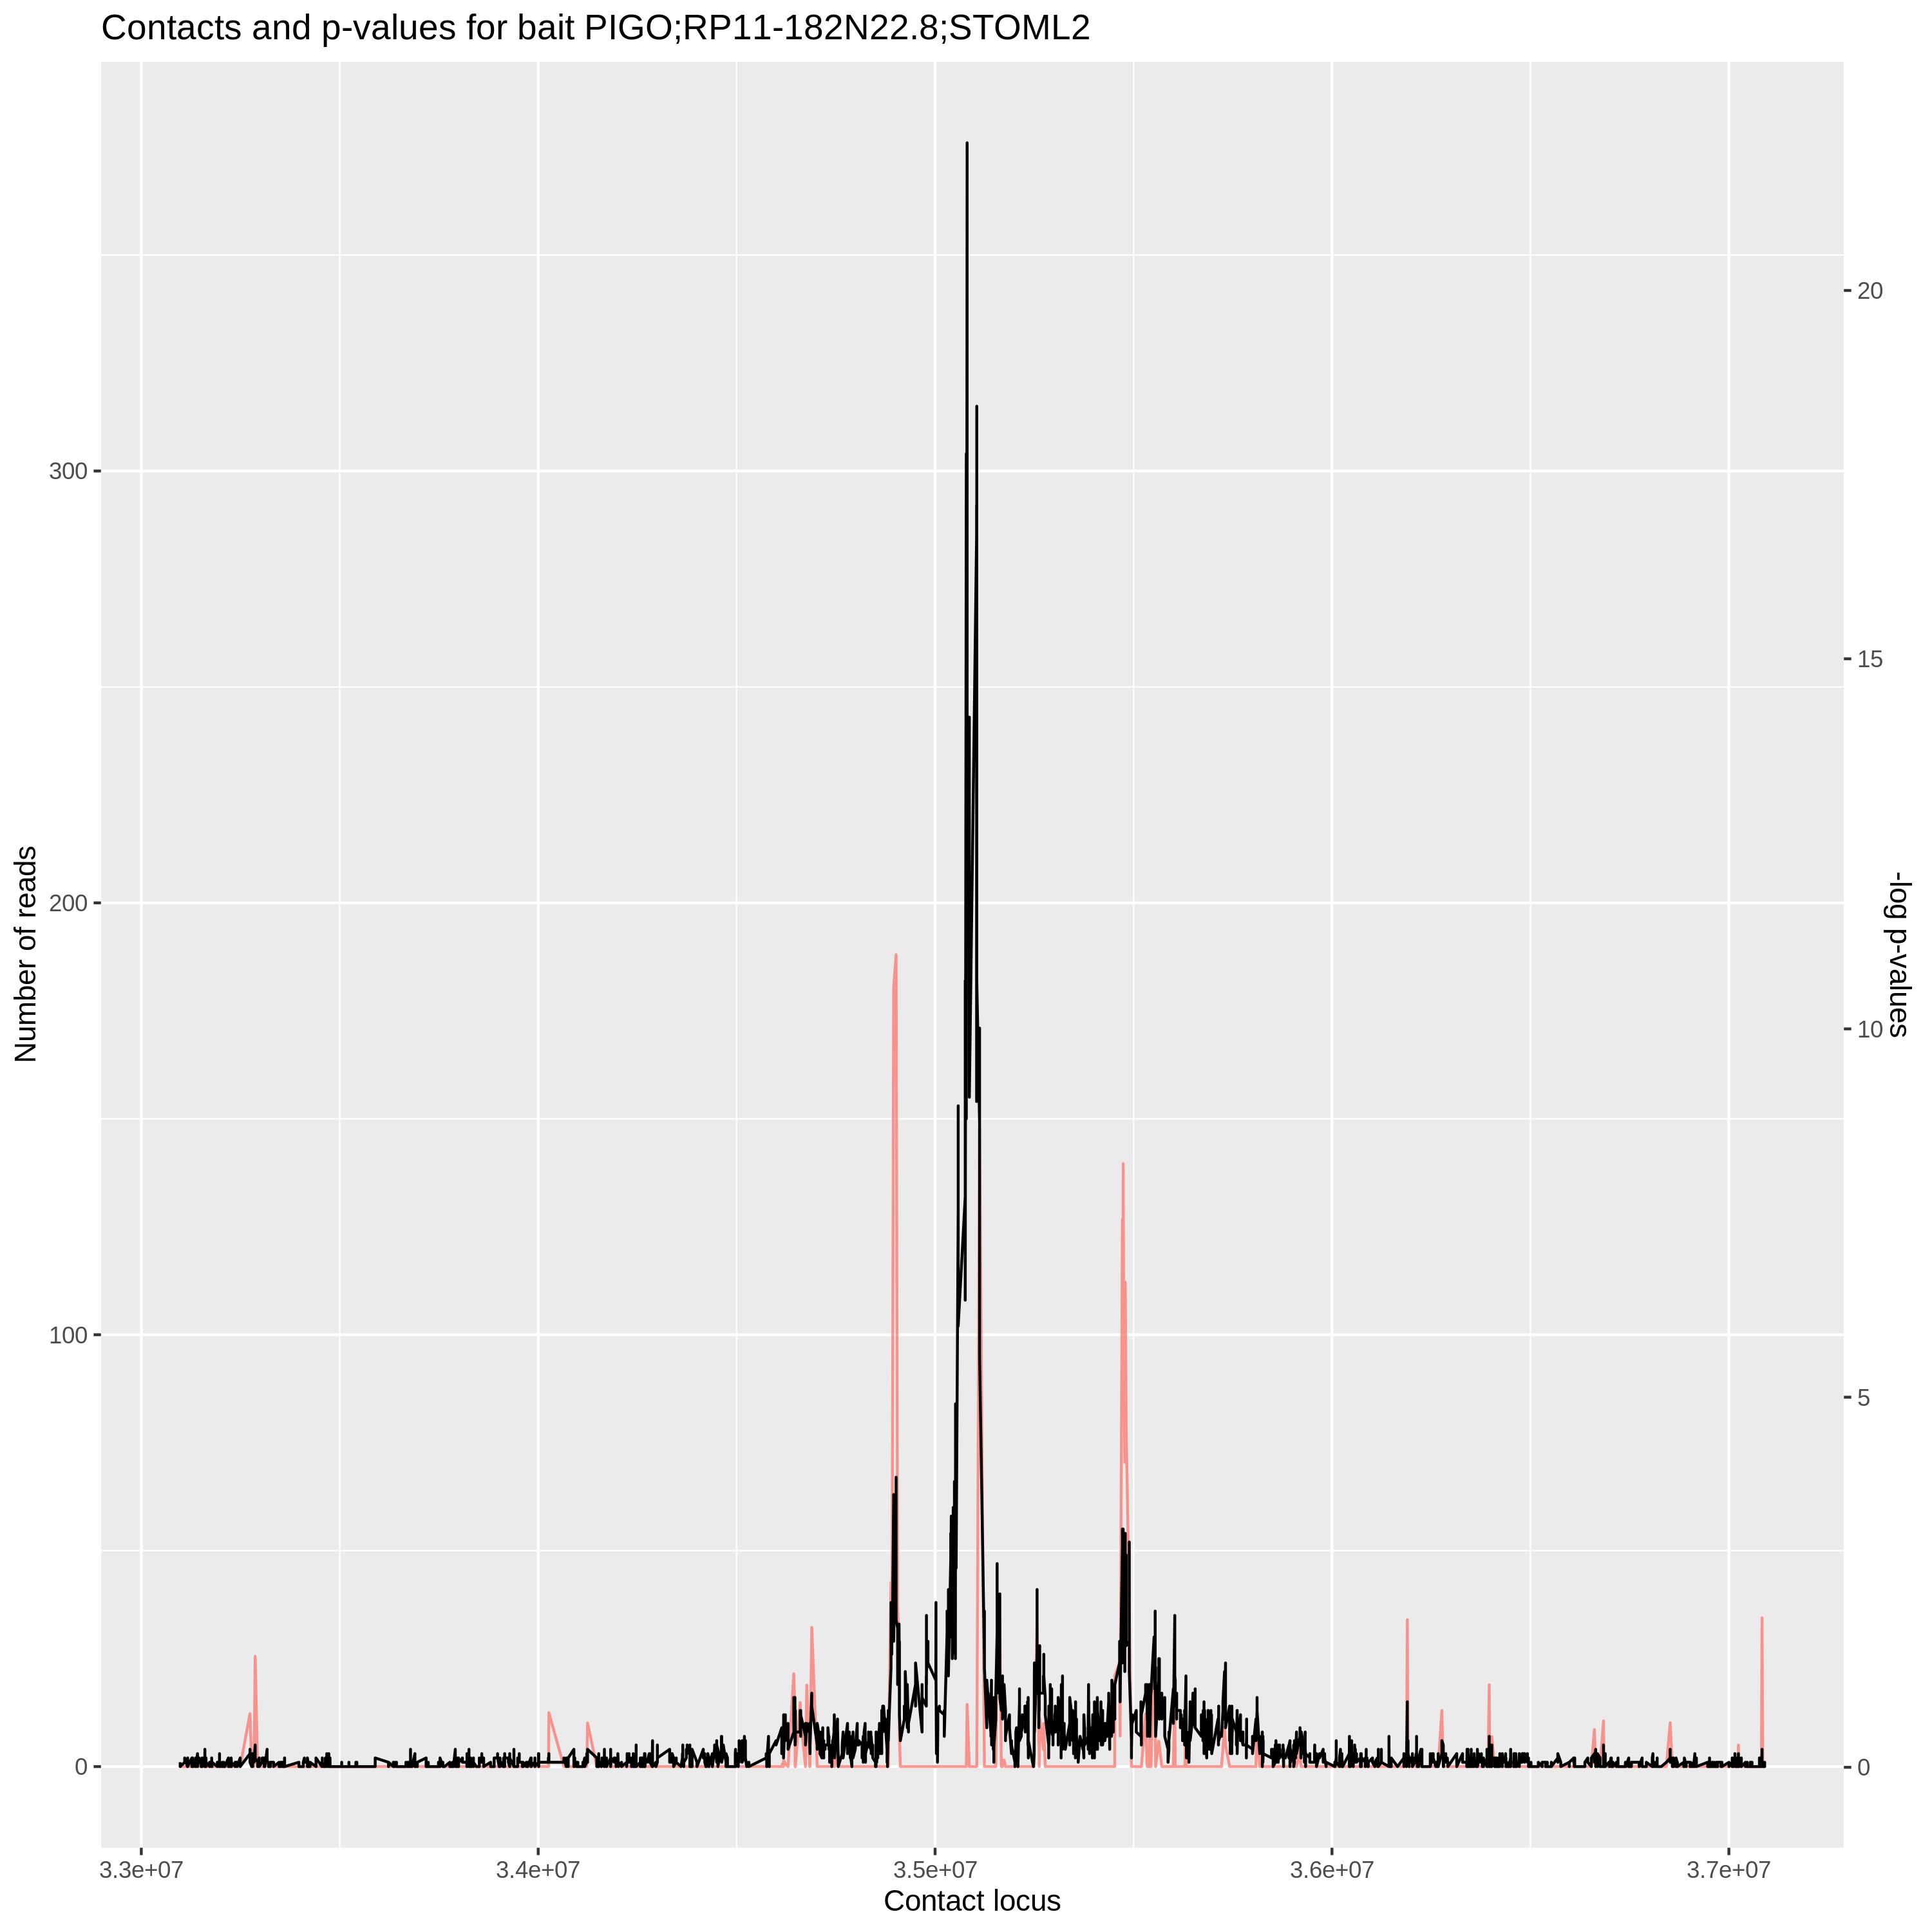 Contacts and p-values for bait PIGO;RP11-182N22.8;STOML2
Number of reads
300
200
100
0
20
15
10
5
0
-log p-values
3.3e+07
3.4e+07
3.5e+07
3.6e+07
3.7e+07
Contact locus